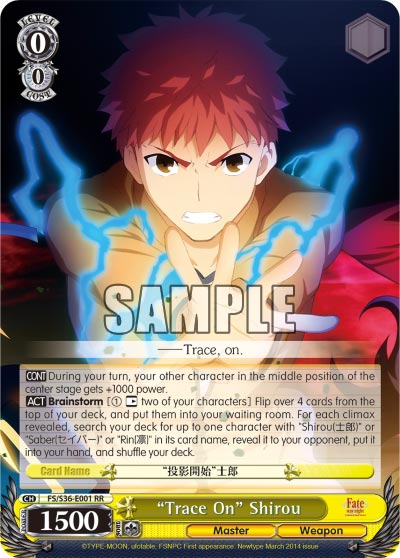 LEVEL
0
0
COST
SAMPLE
——Trace, on.
CONT During your turn, your other character in the middle position of the
center stage gets +1000 power.
ACT Brainstorm [① two of your characters] Flip over 4 cards from the
top of your deck, and put them into your waiting room. For each climax
revealed, search your deck for up to one character with "Shirou(士郎)"
or "Saber(セイバー)" or "Rin(凛)" in its card name, reveal it to your opponent, put it
into your hand, and shuffle your deck.
Card Name
"投影開始"士郎
CH FS/S36-E001 RR
"Trace On" Shirou
POWER
1500
SOUL
Master
Weapon
Fate
©TYPE-MOON, ufotable, FSNPC First appearance: Newtype March 2014 issue